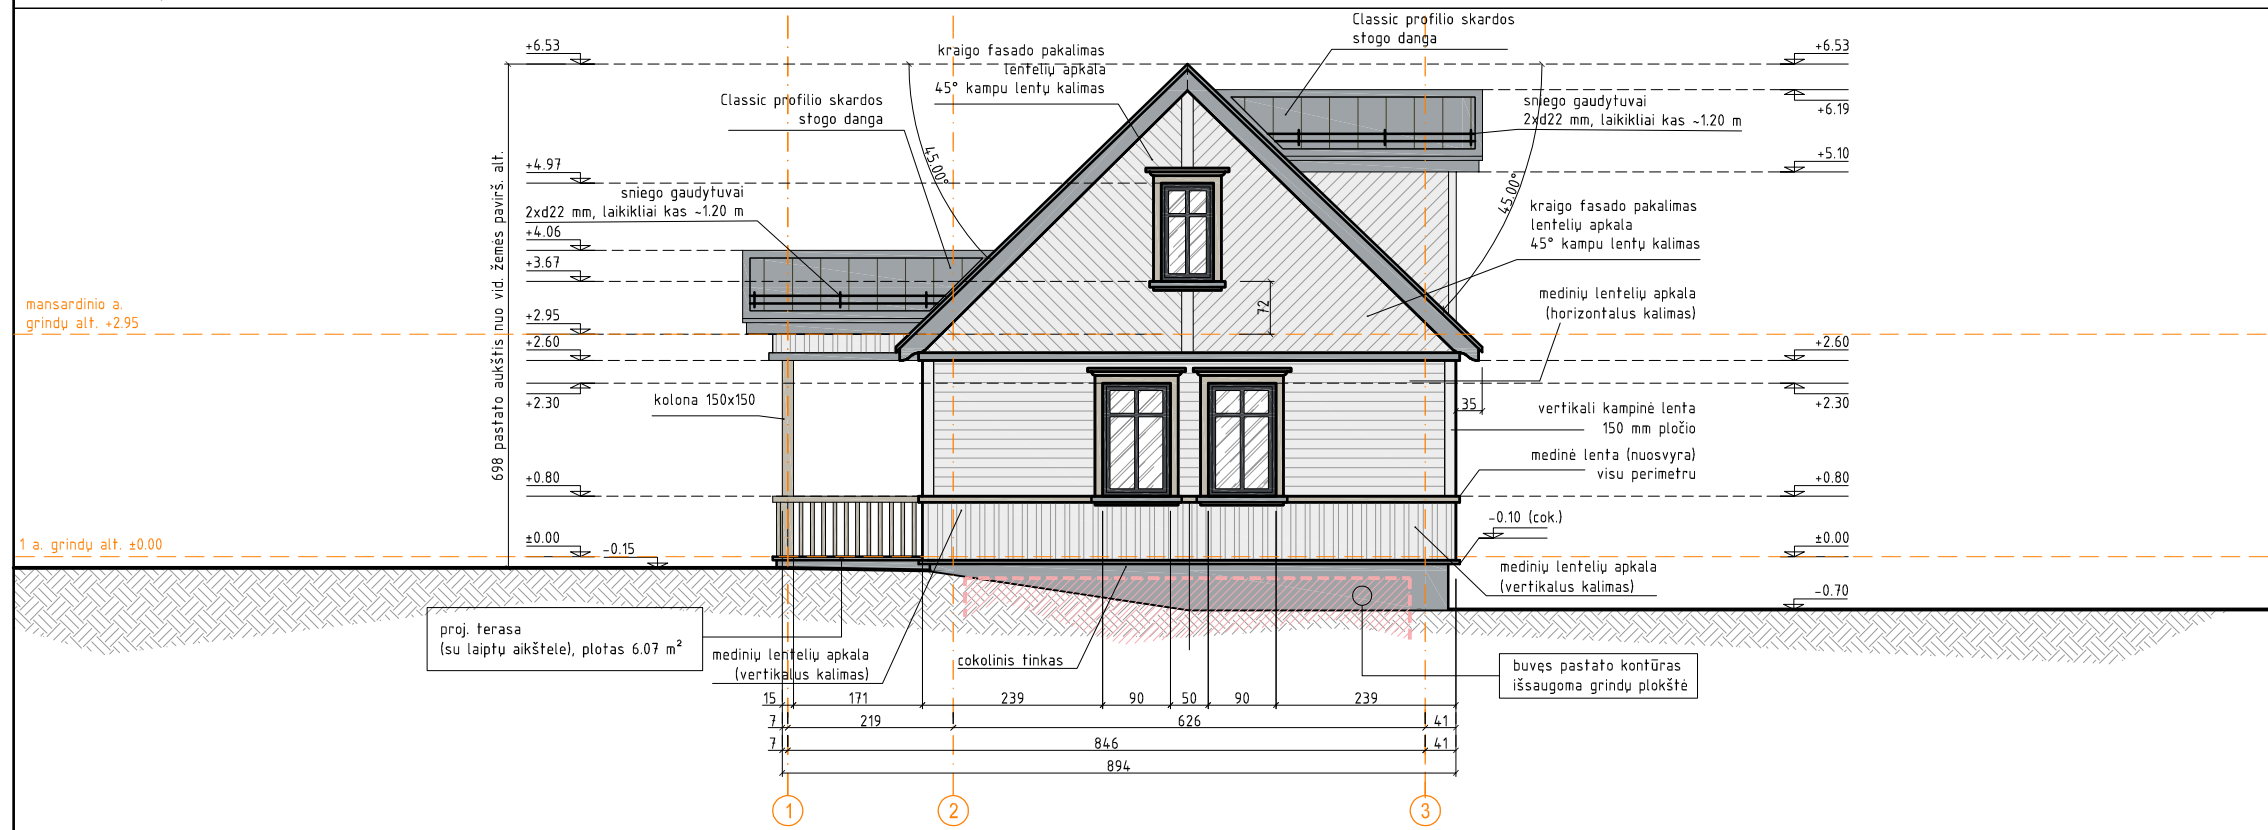 Classic profilio skardos
stogo danga
+6.53
+6.53
kraigo fasado pakalimas
lentelių apkala
45° kampu lentų kalimas
Classic profilio skardos
stogo danga
sniego gaudytuvai
2xd22 mm, laikikliai kas ~1.20 m
+6.19
+5.10
45.00°
45.00°
+4.97
sniego gaudytuvai
2xd22 mm, laikikliai kas ~1.20 m
kraigo fasado pakalimas
lentelių apkala
45° kampu lentų kalimas
+4.06
+3.67
698 pastato aukštis nuo vid. žemės pavirš. alt.
mansardinio a.
grindų alt. +2.95
+2.95
72
medinių lentelių apkala
(horizontalus kalimas)
+2.60
+2.60
+2.30
+2.30
kolona 150x150
35
vertikali kampinė lenta
150 mm pločio
medinė lenta (nuosvyra)
visu perimetru
+0.80
+0.80
-0.10 (cok.)
1 a. grindų alt. ±0.00
±0.00
±0.00
-0.15
medinių lentelių apkala
(vertikalus kalimas)
-0.70
proj. terasa
(su laiptų aikštele), plotas 6.07 m²
medinių lentelių apkala
(vertikalus kalimas)
cokolinis tinkas
buvęs pastato kontūras
išsaugoma grindų plokštė
15 171 239 90 50 90 239
7 219 626 41
7 846 41
894
1 2 3